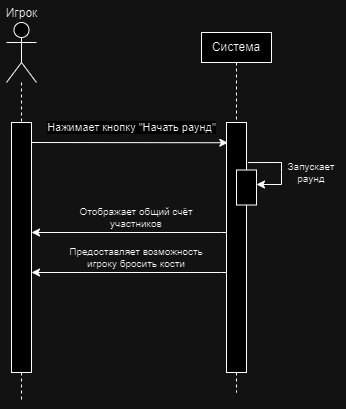 Игрок
Система
Нажимает кнопку "Начать раунд"
Запускает
раунд
Отображает общий счёт
участников
Предоставляет возможность
игроку бросить кости